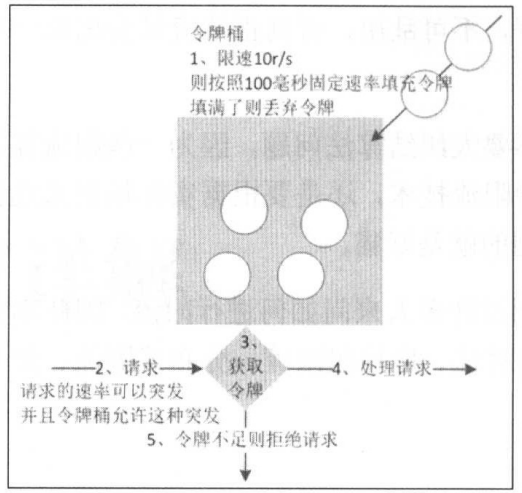 令牌桶
1、限速10r/s
则按照100毫秒固定速率填充令牌
填满了则丢弃令牌
3、
获取
令牌
2、请求
4、处理请求
请求的速率可以突发
并且令牌桶允许这种突发
5、令牌不足则拒绝请求